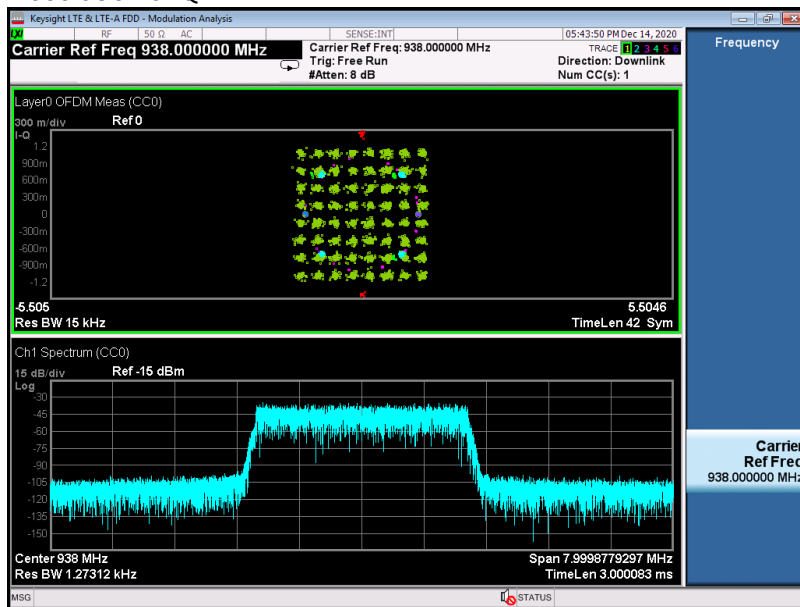 Keysight LTE & LTE-A FDD - Modulation Analysis
LXI RF 50 Ω AC SENSE:INT 05:43:50 PM Dec 14, 2020
Carrier Ref Freq 938.000000 MHz
Carrier Ref Freq: 938.000000 MHz
Trig: Free Run
#Atten: 8 dB
TRACE 1 2 3 4 5 6
Direction: Downlink
Num CC(s): 1
Frequency
Layer0 OFDM Meas (CC0)
300 m/div Ref 0
I-Q
1.2
900m
600m
300m
0
-300m
-600m
-900m
-1.2
-5.505 5.5046
Res BW 15 kHz TimeLen 42 Sym
Ch1 Spectrum (CC0)
15 dB/div Ref -15 dBm
Log
-30
-45
-60
-75
-90
-105
-120
-135
-150
Center 938 MHz Span 7.9998779297 MHz
Res BW 1.27312 kHz TimeLen 3.000083 ms
Carrier
Ref Freq
938.000000 MHz
MSG STATUS